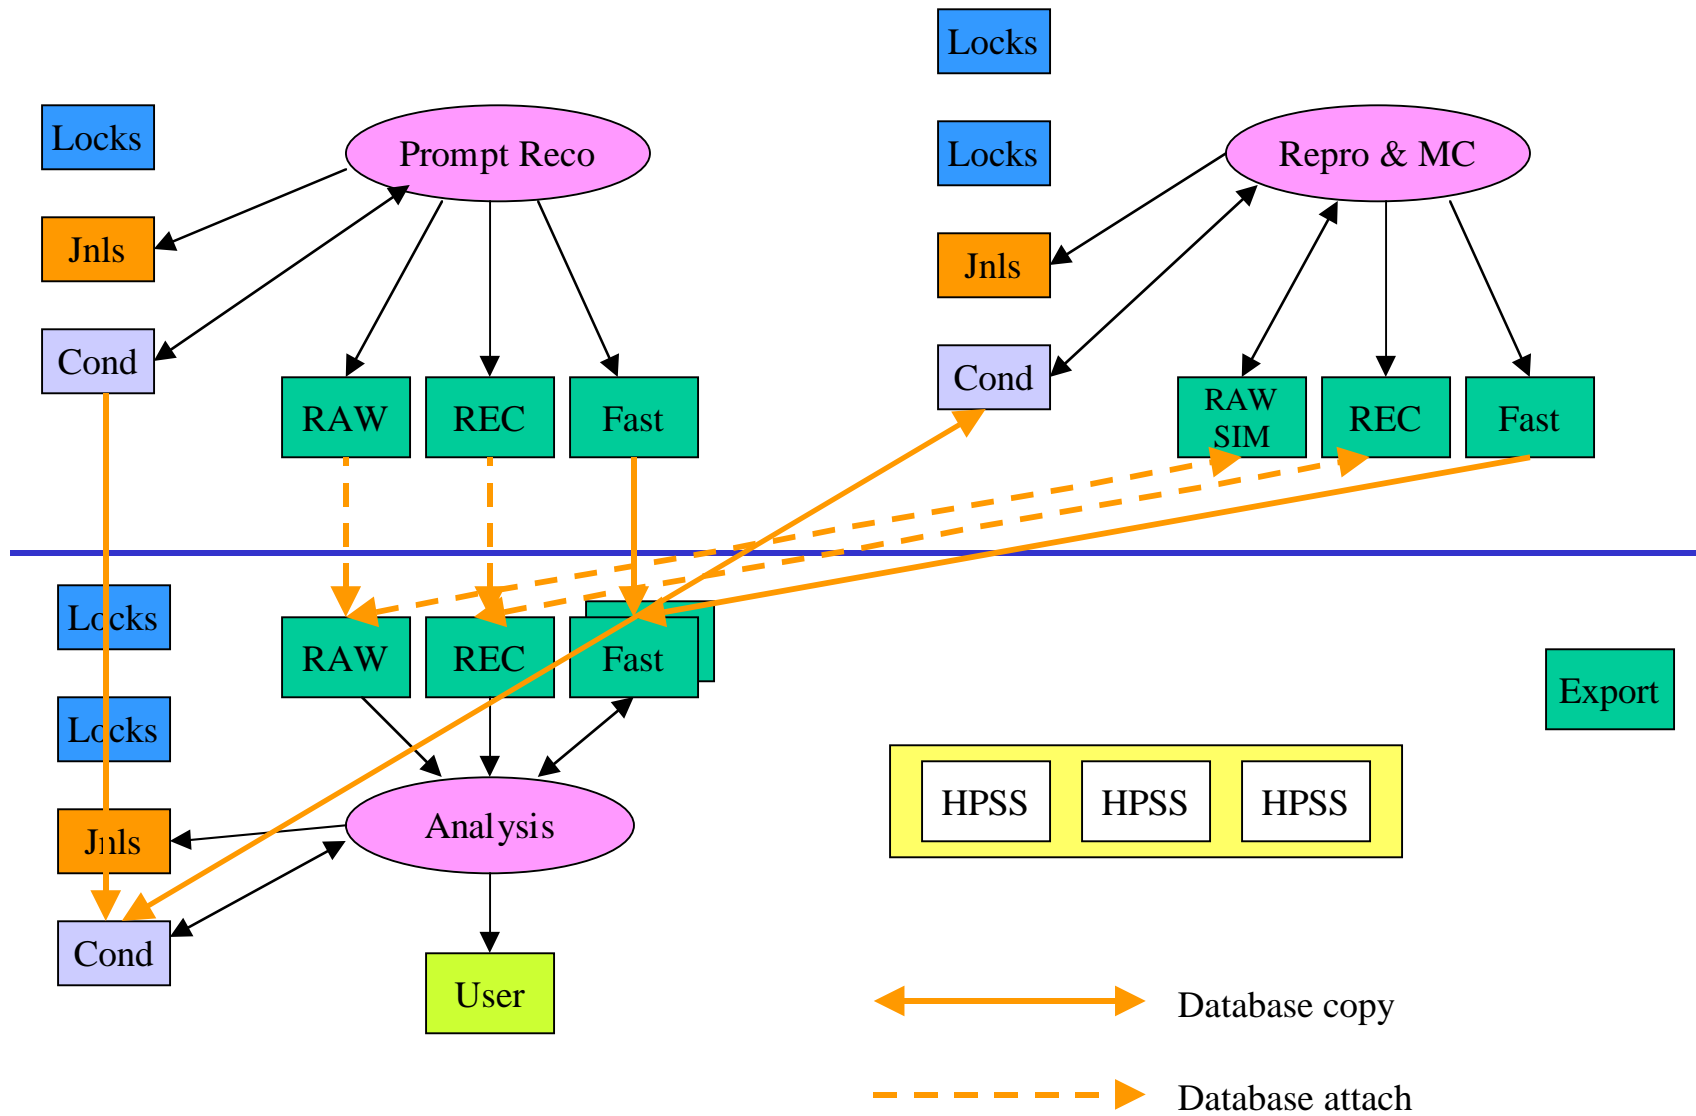 Locks
Locks
Prompt Reco
Locks
Repro & MC
Jnls
Jnls
Cond
Cond
RAW
REC
Fast
RAW
SIM
REC
Fast
Locks
RAW
REC
Fast
Export
Locks
HPSS
HPSS
HPSS
Jnls
Analysis
Cond
User
Database copy
Database attach